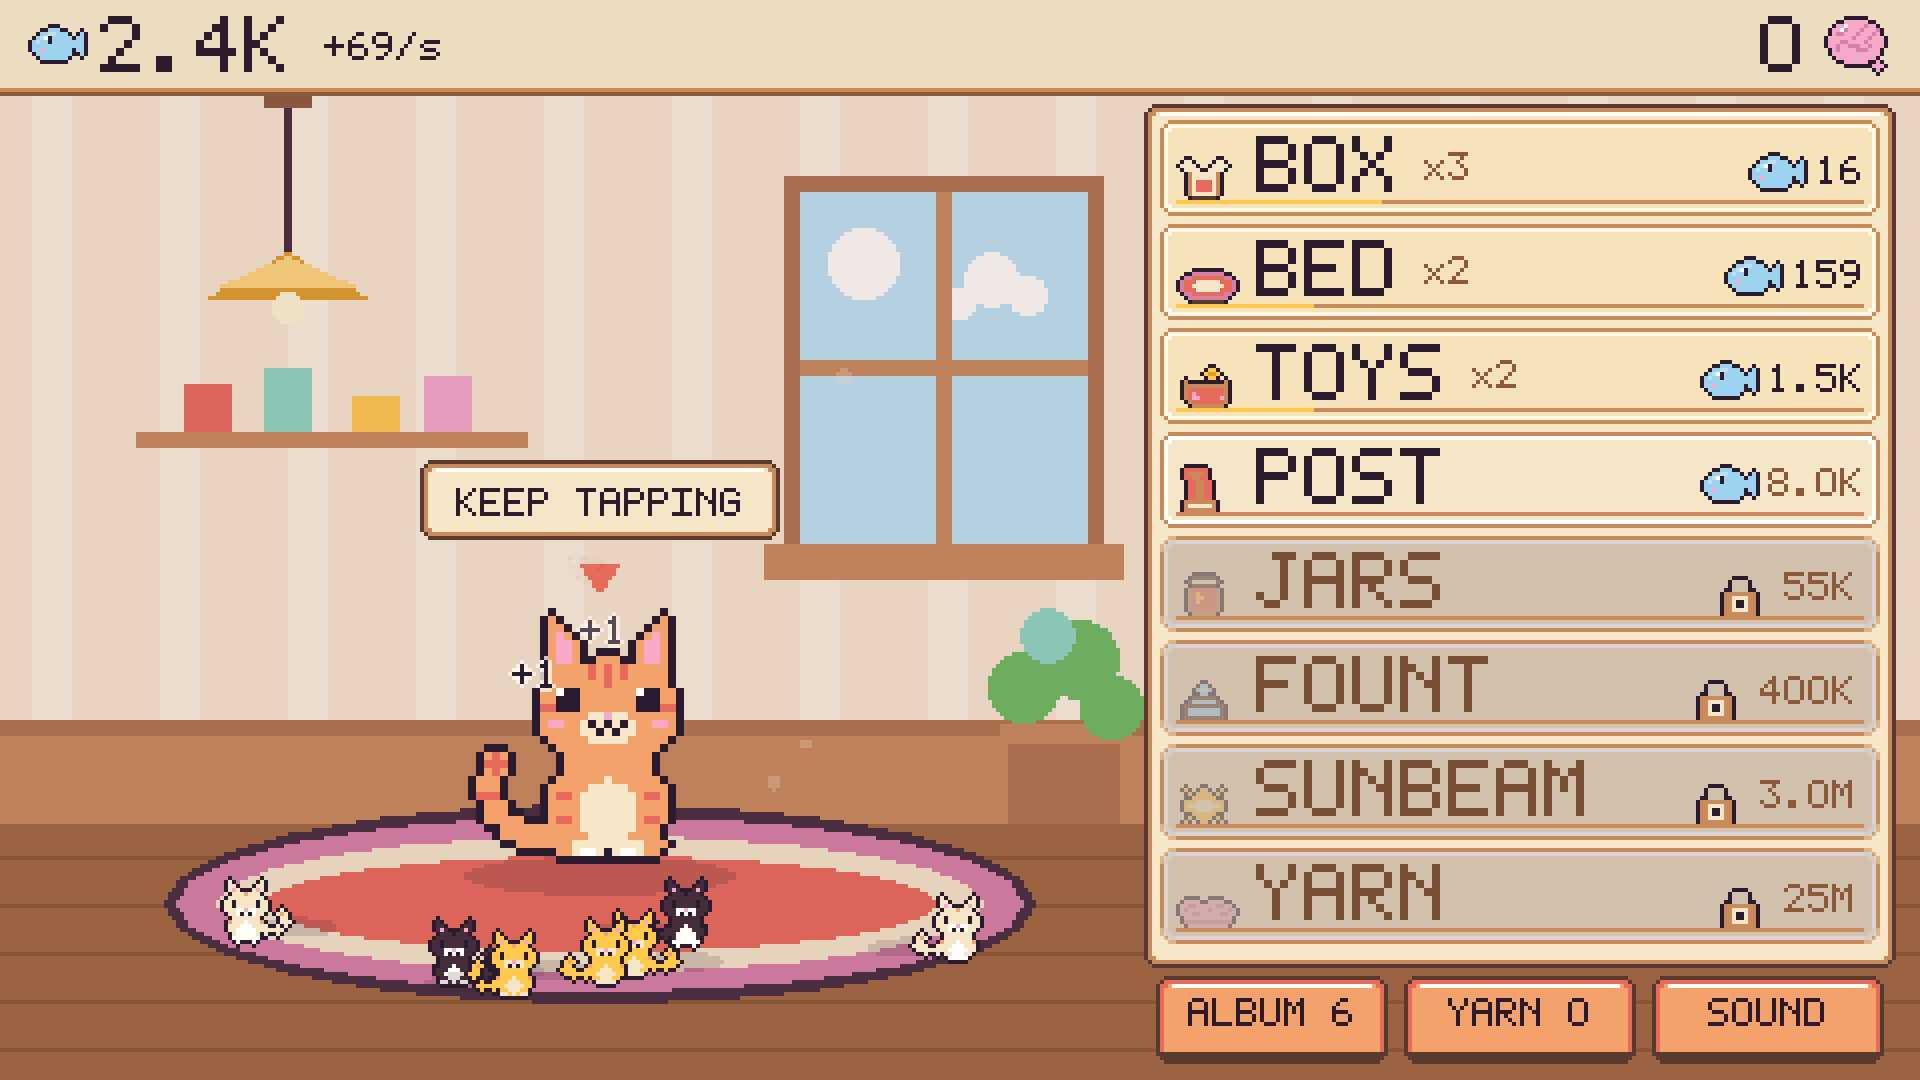 2.4K +69/s 0
BOX x3 16
BED x2 159
TOYS x2 1.5K
POST 8.0K
KEEP TAPPING
JARS 55K
+1
+1
FOUNT 400K
SUNBEAM 3.0M
YARN 25M
ALBUM 6 YARN 0 SOUND